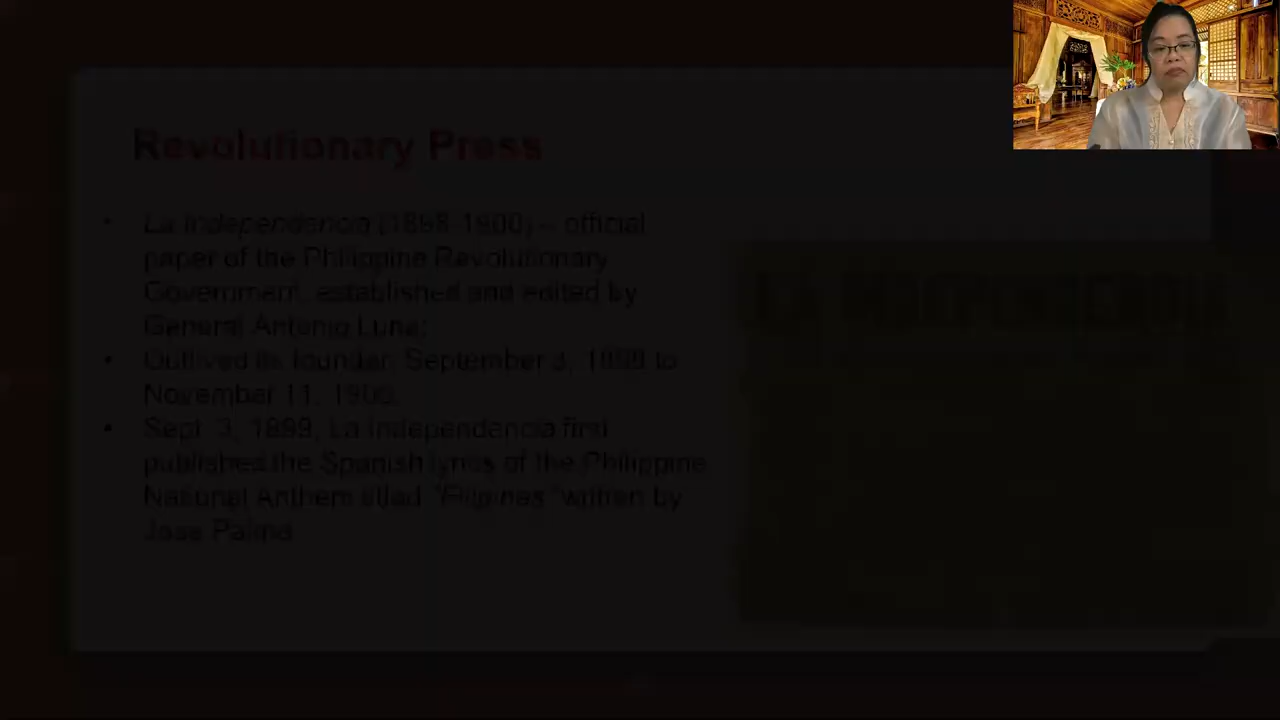 Revolutionary Press
• La Independencia (1898-1900) – official
paper of the Philippine Revolutionary
Government, established and edited by
General Antonio Luna;
• Outlived its founder, September 3, 1898 to
November 11, 1900.
• Sept. 3, 1899, La Independencia first
published the Spanish lyrics of the Philippine
National Anthem titled "Filipinas" written by
Jose Palma
LA INDEPENDENCIA